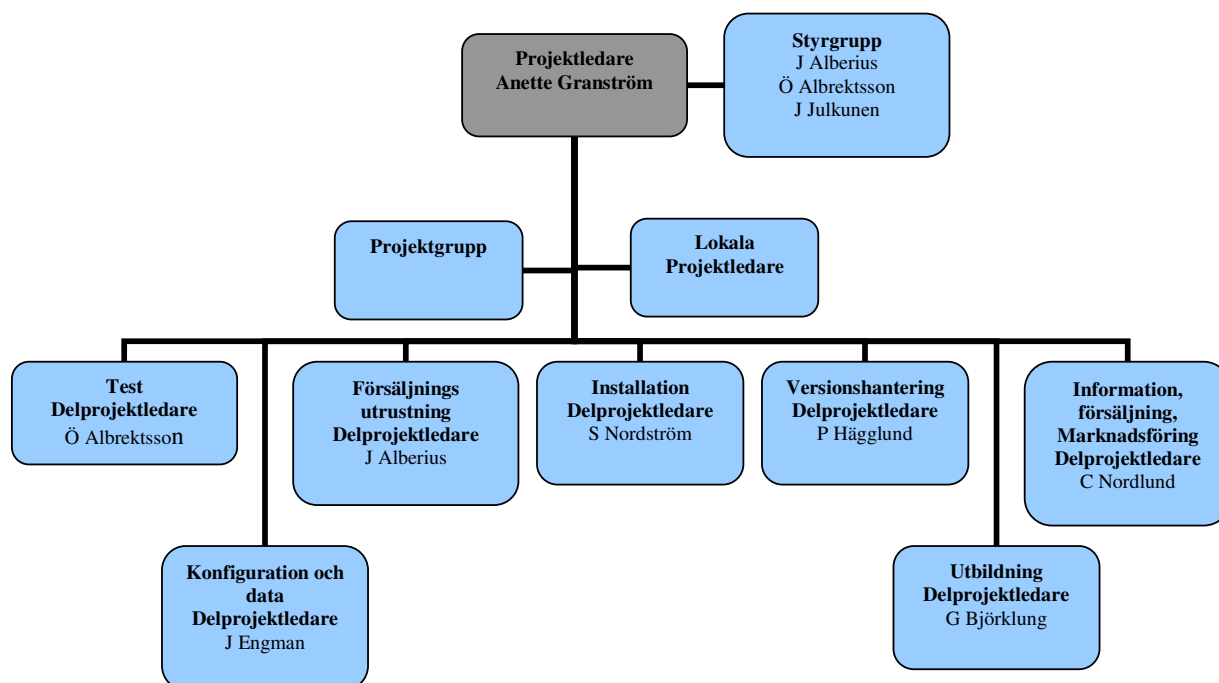 Projektledare
Anette Granström
Styrgrupp
J Alberius
Ö Albrektsson
J Julkunen
Projektgrupp
Lokala
Projektledare
Test
Delprojektledare
Ö Albrektsson
Försäljnings
utrustning
Delprojektledare
J Alberius
Installation
Delprojektledare
S Nordström
Versionshantering
Delprojektledare
P Hägglund
Information,
försäljning,
Marknadsföring
Delprojektledare
C Nordlund
Konfiguration och
data
Delprojektledare
J Engman
Utbildning
Delprojektledare
G Björklung